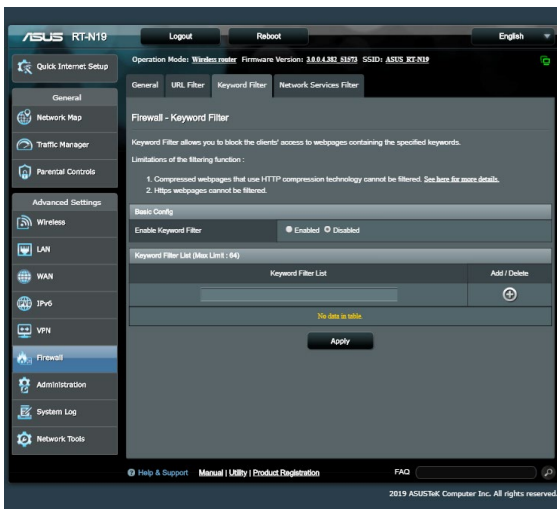 ASUS RT-N19
Logout
Reboot
English
Quick Internet Setup
Operation Mode: Wireless router Firmware Version: 3.0.0.4.382_51973 SSID: ASUS_RT-N19
General
URL Filter
Keyword Filter
Network Services Filter
General
Network Map
Traffic Manager
Parental Controls
Advanced Settings
Wireless
LAN
WAN
IPv6
VPN
Firewall
Administration
System Log
Network Tools
Firewall - Keyword Filter
Keyword Filter allows you to block the clients' access to webpages containing the specified keywords.
Limitations of the filtering function :
1. Compressed webpages that use HTTP compression technology cannot be filtered. See here for more details.
2. Https webpages cannot be filtered.
Basic Config
Enable Keyword Filter
Enabled Disabled
Keyword Filter List (Max Limit : 64)
Keyword Filter List
Add / Delete
No data in table.
Apply
Help & Support
Manual | Utility | Product Registration
FAQ
2019 ASUSTeK Computer Inc. All rights reserved.